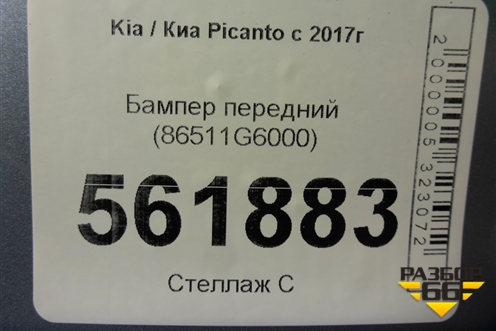 Kia / Киа Picanto с 2017г
Бампер передний
(86511G6000)
561883
Стеллаж С
2000005323072
РАЗБОР
66